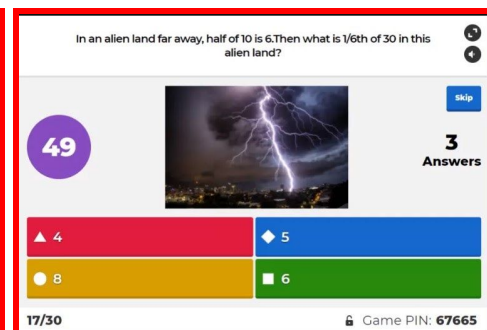 In an alien land far away, half of 10 is 6.Then what is 1/6th of 30 in this
alien land?
Skip
49
3
Answers
4
5
8
6
17/30
Game PIN: 67665